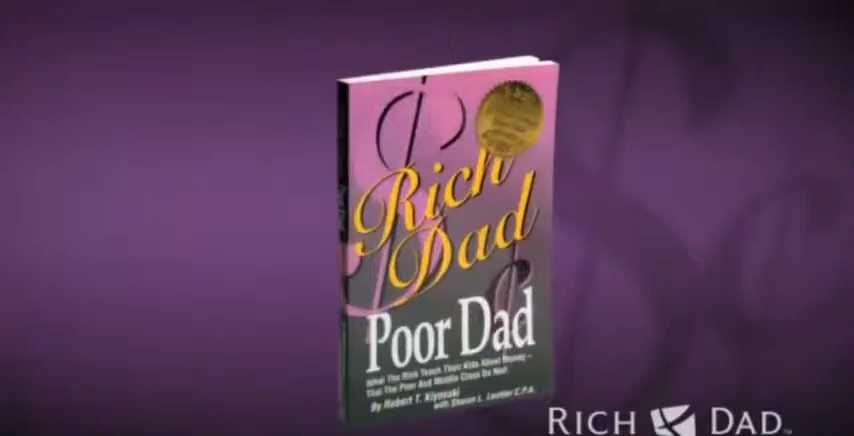 Rich
Dad
Poor Dad
What The Rich Teach Their Kids About Money—
That The Poor And Middle Class Do Not!
By Robert T. Kiyosaki
with Sharon L. Lechter C.P.A.
RICH DAD™